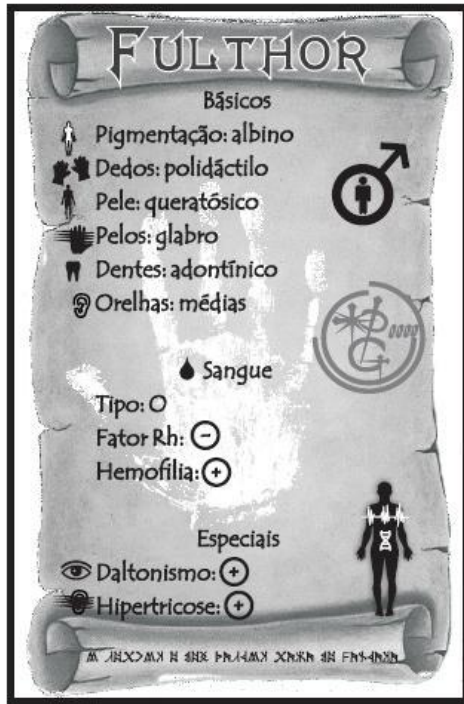 FULTHOR
Básicos
Pigmentação: albino
Dedos: polidáctilo
Pele: queratósico
Pelos: glabro
Dentes: adontínico
Orelhas: médias
Sangue
Tipo: O
Fator Rh: -
Hemofilia: +
Especiais
Daltonismo: +
Hipertricose: +